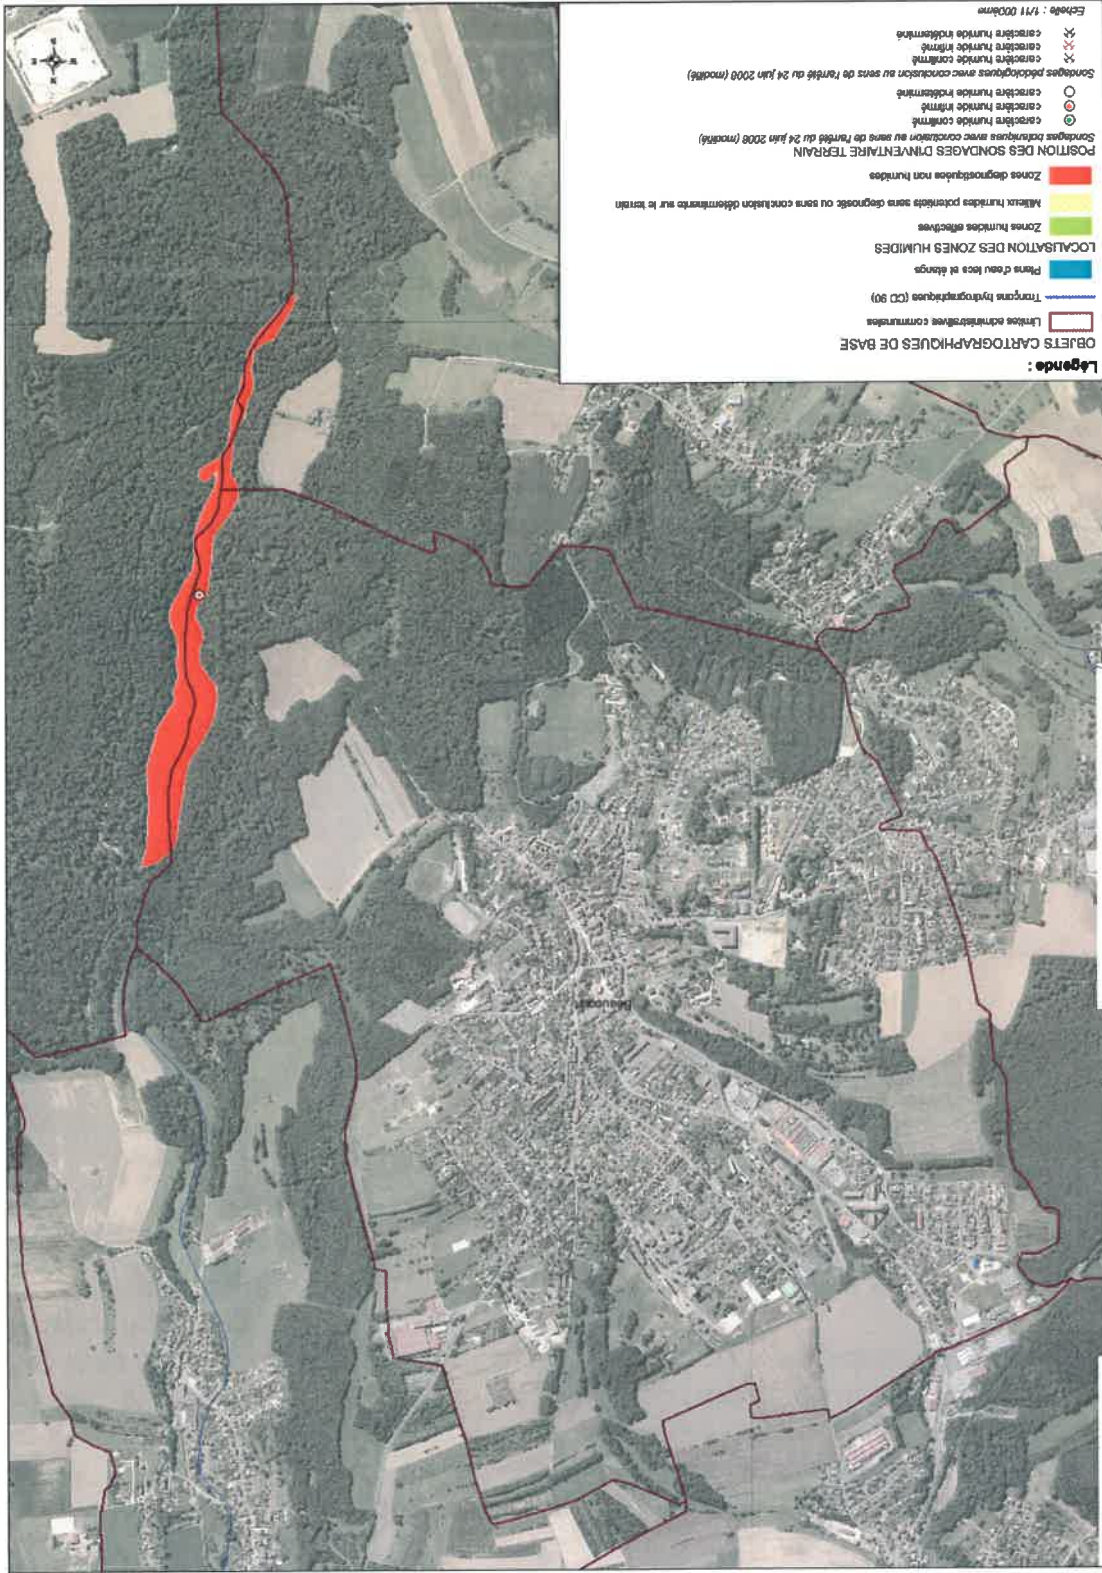 Légende :
OBJETS CARTOGRAPHIQUES DE BASE
Limites administratives communales
Tronçons hydrographiques (CD 90)
Plans d'eau lacs et étangs
LOCALISATION DES ZONES HUMIDES
Zones humides effectives
Milieux humides potentiels sans diagnostic ou sans conclusion déterminante sur le terrain
Zones diagnostiquées non humides
POSITION DES SONDAGES D'INVENTAIRE TERRAIN
Sondages botaniques avec conclusion au sens de l'arrêté du 24 juin 2008 (modifié)
caractère humide confirmé
caractère humide infirmé
caractère humide indéterminé
Sondages pédologiques avec conclusion au sens de l'arrêté du 24 juin 2008 (modifié)
caractère humide confirmé
caractère humide infirmé
caractère humide indéterminé
Echelle : 1/11 000ème
Beaucourt